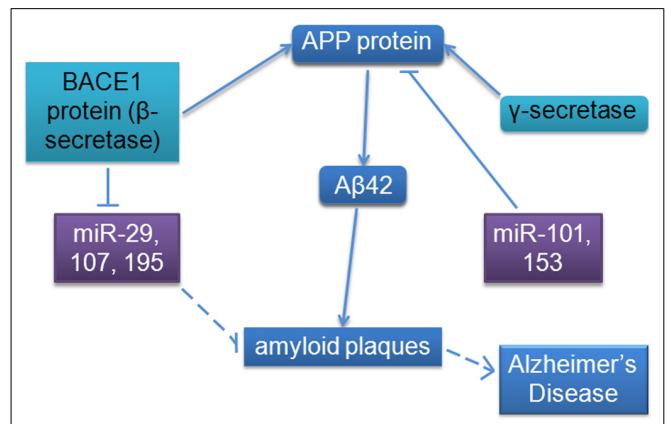 APP protein
BACE1
protein (β-
secretase)
γ-secretase
Aβ42
miR-29,
107, 195
miR-101,
153
amyloid plaques
Alzheimer's
Disease